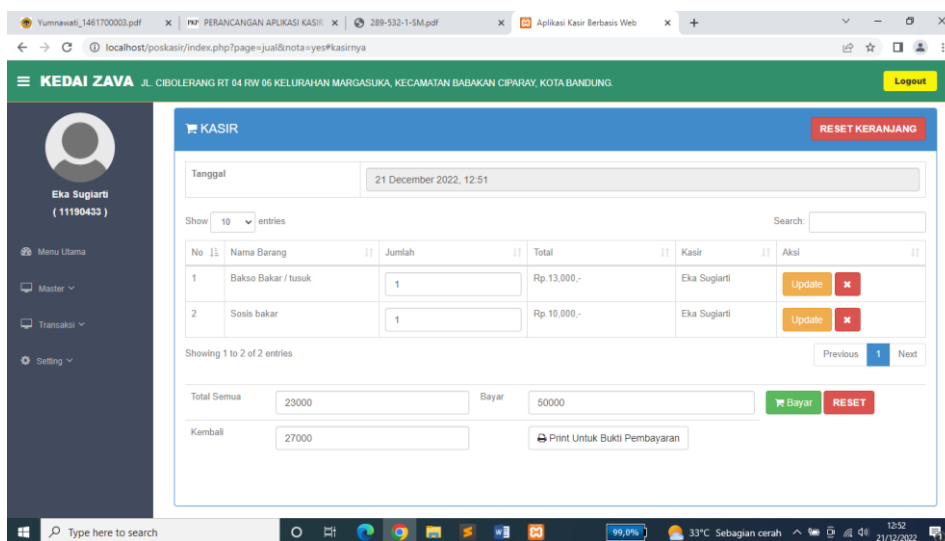 Yumnawati_1461700003.pdf
PERANCANGAN APLIKASI KASIR
289-532-1-SM.pdf
Aplikasi Kasir Berbasis Web
localhost/poskasir/index.php?page=jual&nota=yes#kasirnya
KEDAI ZAVA JL. CIBOLERANG RT 04 RW 06 KELURAHAN MARGASUKA, KECAMATAN BABAKAN CIPARAY, KOTA BANDUNG.
Logout
Eka Sugiarti
( 11190433 )
Menu Utama
Master
Transaksi
Setting
KASIR
RESET KERANJANG
Tanggal
21 December 2022, 12:51
Show 10 entries
Search:
No Nama Barang Jumlah Total Kasir Aksi
1 Bakso Bakar / tusuk 1 Rp.13,000,- Eka Sugiarti Update
2 Sosis bakar 1 Rp.10,000,- Eka Sugiarti Update
Showing 1 to 2 of 2 entries
Previous 1 Next
Total Semua 23000 Bayar 50000 Bayar RESET
Kembali 27000 Print Untuk Bukti Pembayaran
Type here to search
99,0%
33°C Sebagian cerah
12:52
21/12/2022